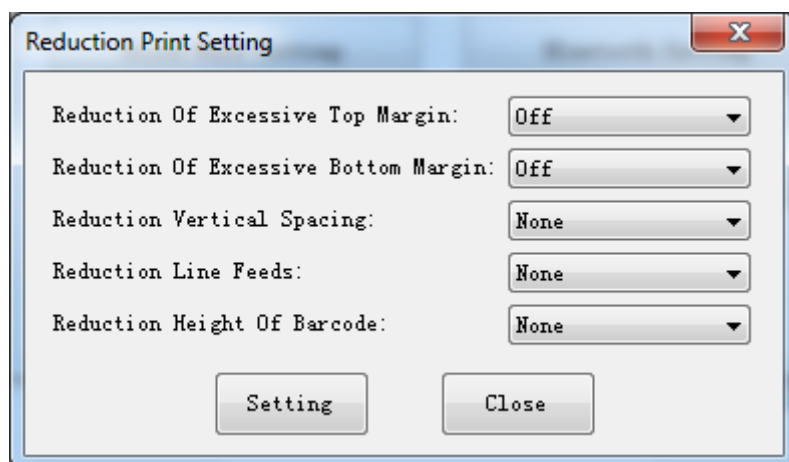 Reduction Print Setting
Reduction Of Excessive Top Margin: Off
Reduction Of Excessive Bottom Margin: Off
Reduction Vertical Spacing: None
Reduction Line Feeds: None
Reduction Height Of Barcode: None
Setting Close